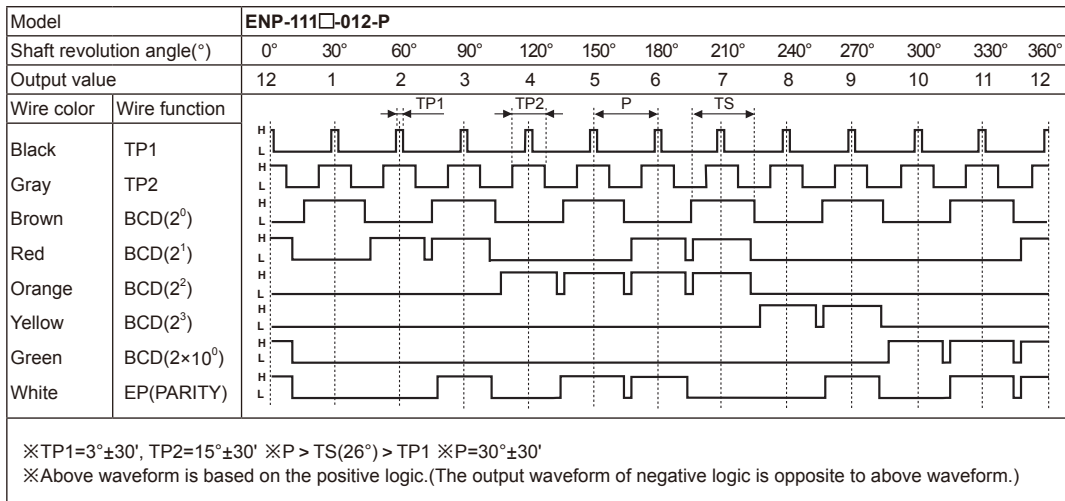 Model ENP-111□-012-P
Shaft revolution angle(°) 0° 30° 60° 90° 120° 150° 180° 210° 240° 270° 300° 330° 360°
Output value 12 1 2 3 4 5 6 7 8 9 10 11 12
Wire color Wire function TP1 TP2 P TS
H
Black TP1 L
H
Gray TP2 L
H
Brown BCD(2⁰) L
H
Red BCD(2¹) L
H
Orange BCD(2²) L
H
Yellow BCD(2³) L
H
Green BCD(2×10⁰) L
H
White EP(PARITY) L
※TP1=3°±30', TP2=15°±30' ※P > TS(26°) > TP1 ※P=30°±30'
※Above waveform is based on the positive logic.(The output waveform of negative logic is opposite to above waveform.)